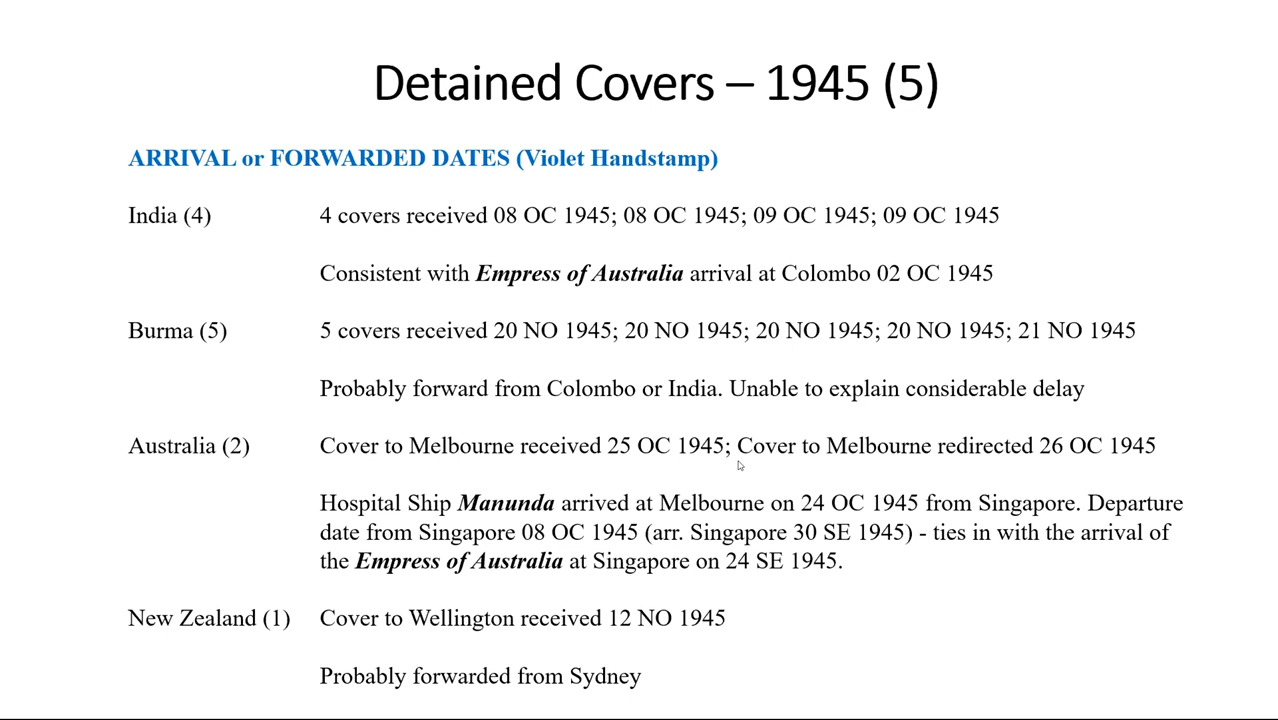 Detained Covers – 1945 (5)
ARRIVAL or FORWARDED DATES (Violet Handstamp)
India (4) 4 covers received 08 OC 1945; 08 OC 1945; 09 OC 1945; 09 OC 1945
Consistent with Empress of Australia arrival at Colombo 02 OC 1945
Burma (5) 5 covers received 20 NO 1945; 20 NO 1945; 20 NO 1945; 20 NO 1945; 21 NO 1945
Probably forward from Colombo or India. Unable to explain considerable delay
Australia (2) Cover to Melbourne received 25 OC 1945; Cover to Melbourne redirected 26 OC 1945
Hospital Ship Manunda arrived at Melbourne on 24 OC 1945 from Singapore. Departure
date from Singapore 08 OC 1945 (arr. Singapore 30 SE 1945) - ties in with the arrival of
the Empress of Australia at Singapore on 24 SE 1945.
New Zealand (1) Cover to Wellington received 12 NO 1945
Probably forwarded from Sydney